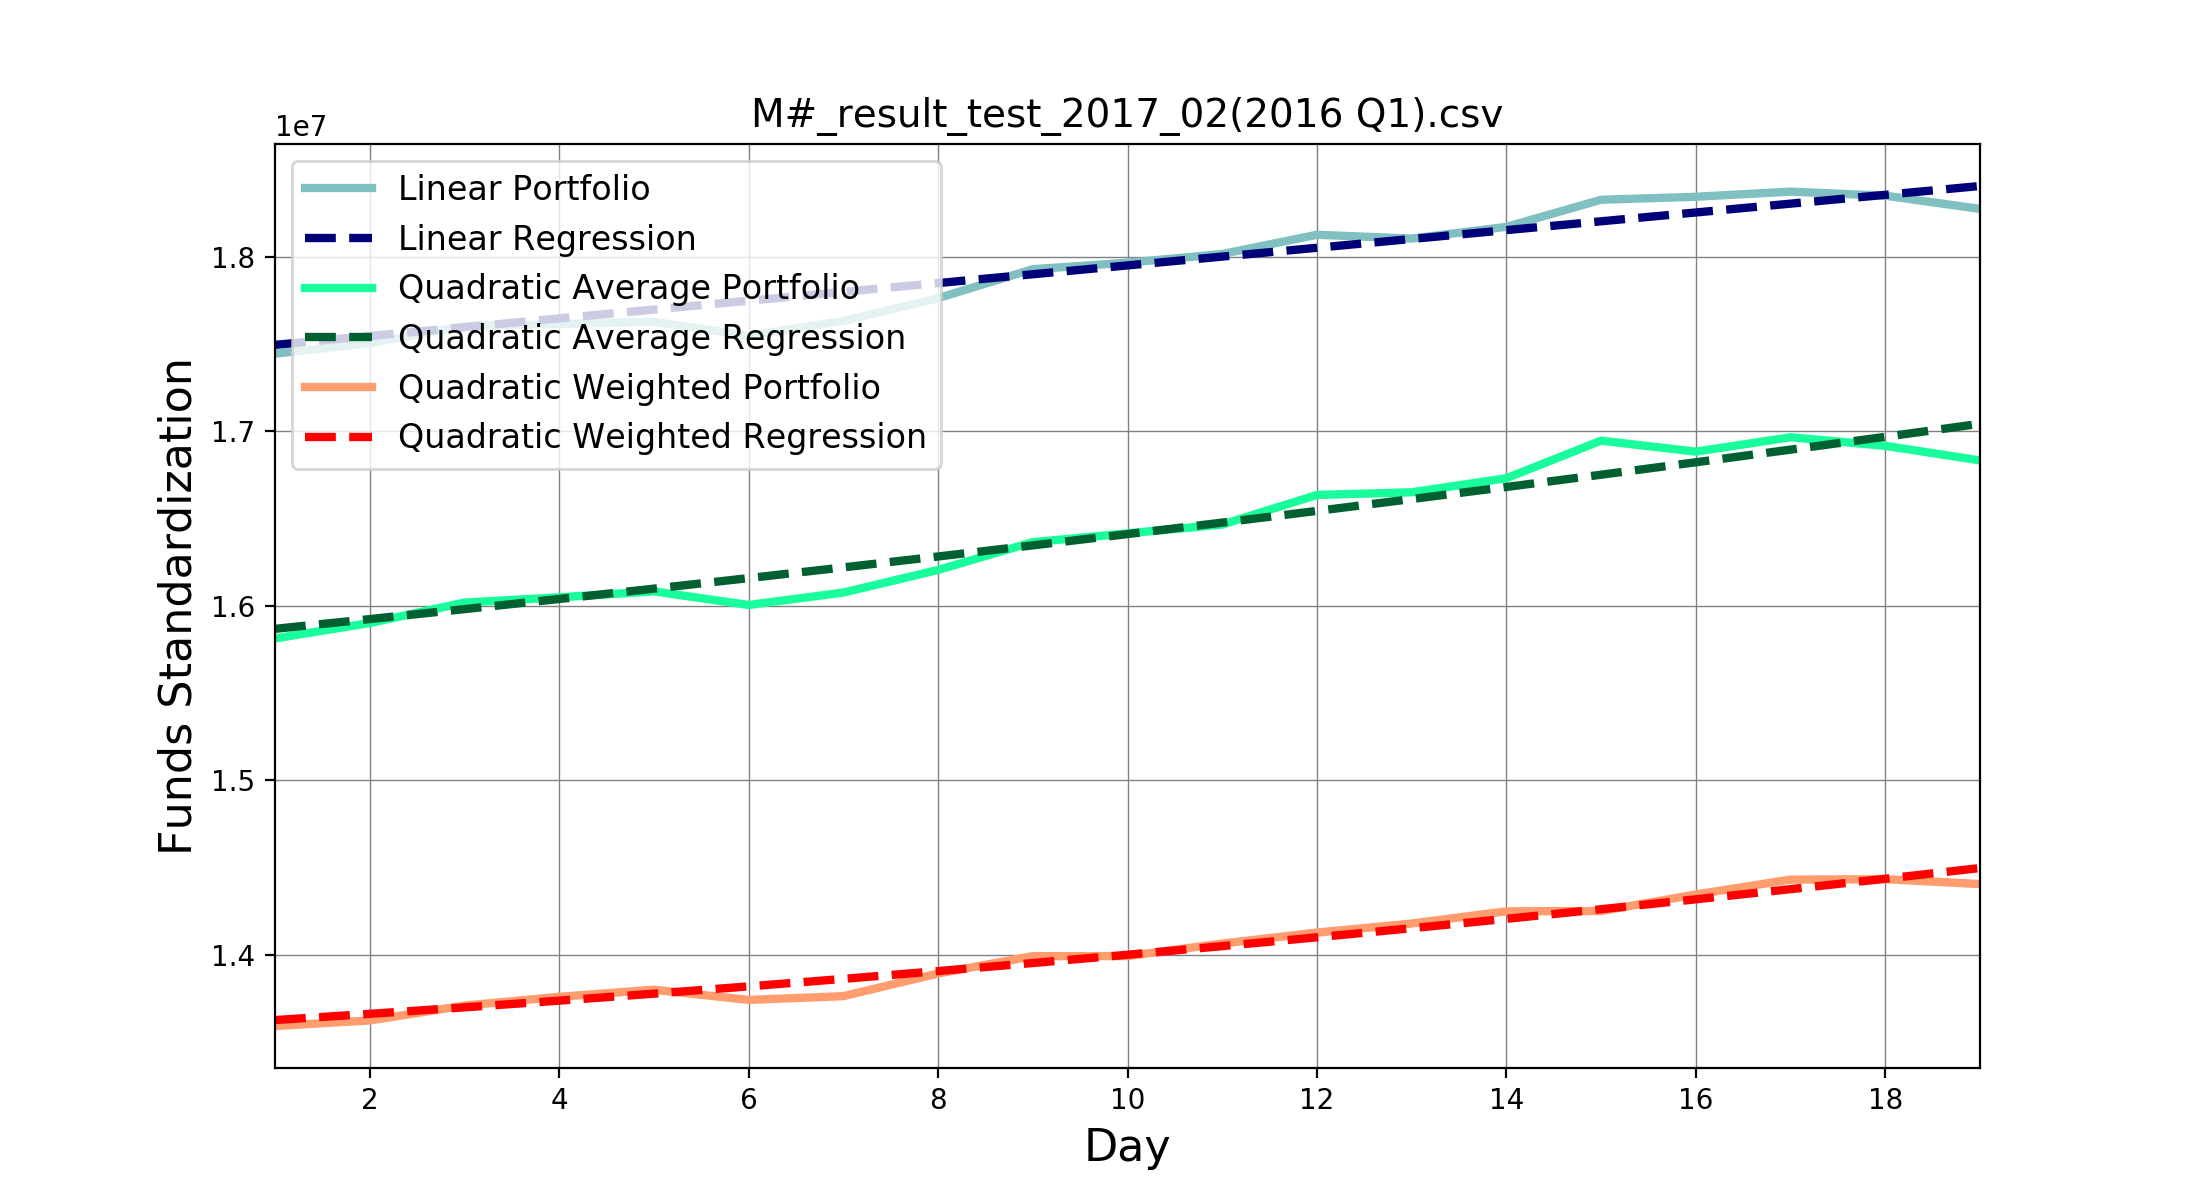 M#_result_test_2017_02(2016 Q1).csv
1e7
Linear Portfolio
Linear Regression
Quadratic Average Portfolio
Quadratic Average Regression
Quadratic Weighted Portfolio
Quadratic Weighted Regression
Funds Standardization
1.8
1.7
1.6
1.5
1.4
2 4 6 8 10 12 14 16 18
Day